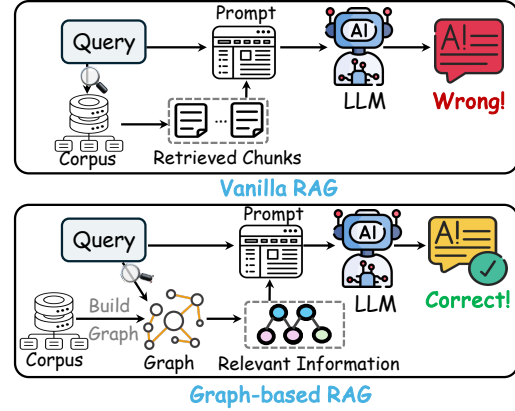 Prompt
Query
AI
A!
LLM
Wrong!
...
Corpus
Retrieved Chunks
Vanilla RAG
Prompt
Query
AI
A!
LLM
Correct!
Build
Graph
Corpus
Graph
Relevant Information
Graph-based RAG